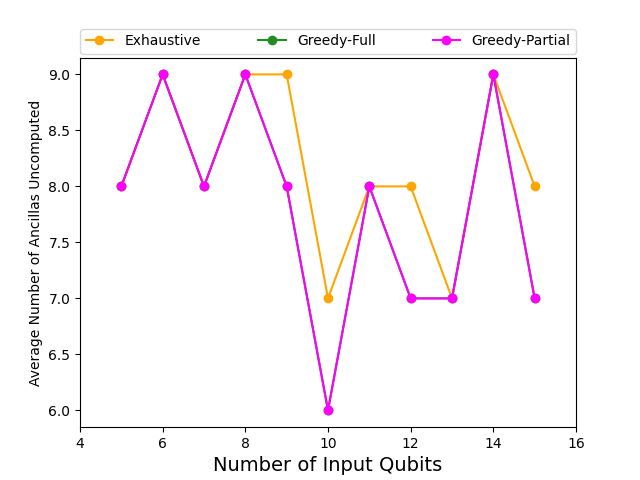 Exhaustive Greedy-Full Greedy-Partial
Average Number of Ancillas Uncomputed
9.0
8.5
8.0
7.5
7.0
6.5
6.0
4 6 8 10 12 14 16
Number of Input Qubits